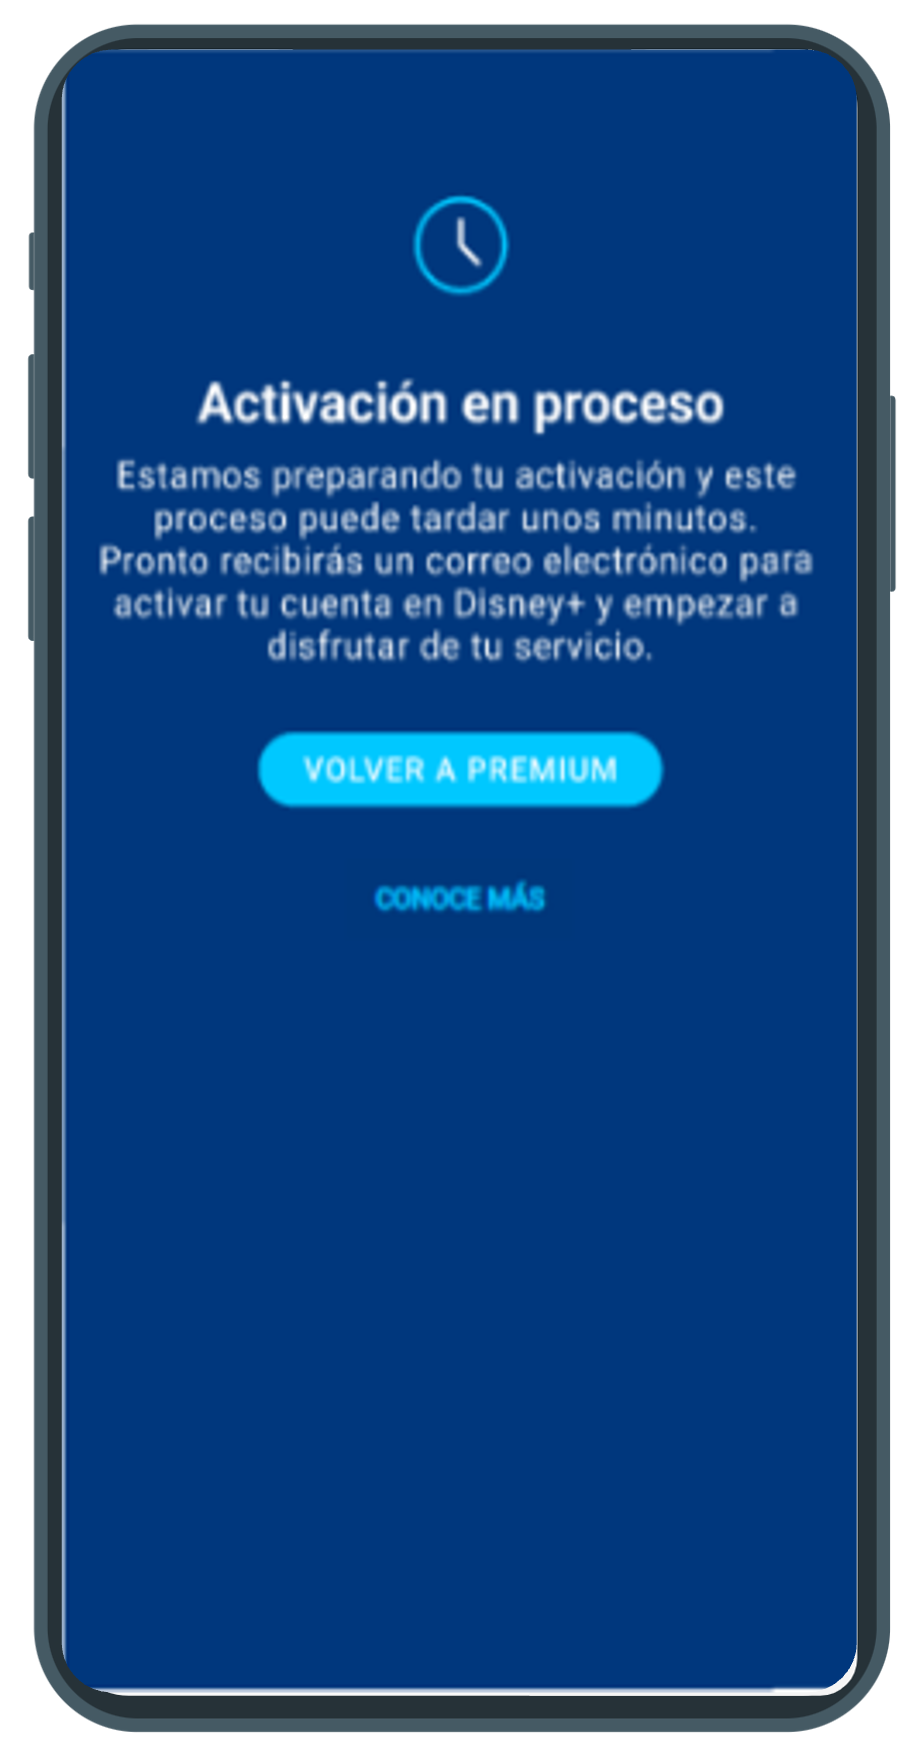 Activación en proceso
Estamos preparando tu activación y este
proceso puede tardar unos minutos.
Pronto recibirás un correo electrónico para
activar tu cuenta en Disney+ y empezar a
disfrutar de tu servicio.
VOLVER A PREMIUM
CONOCE MÁS